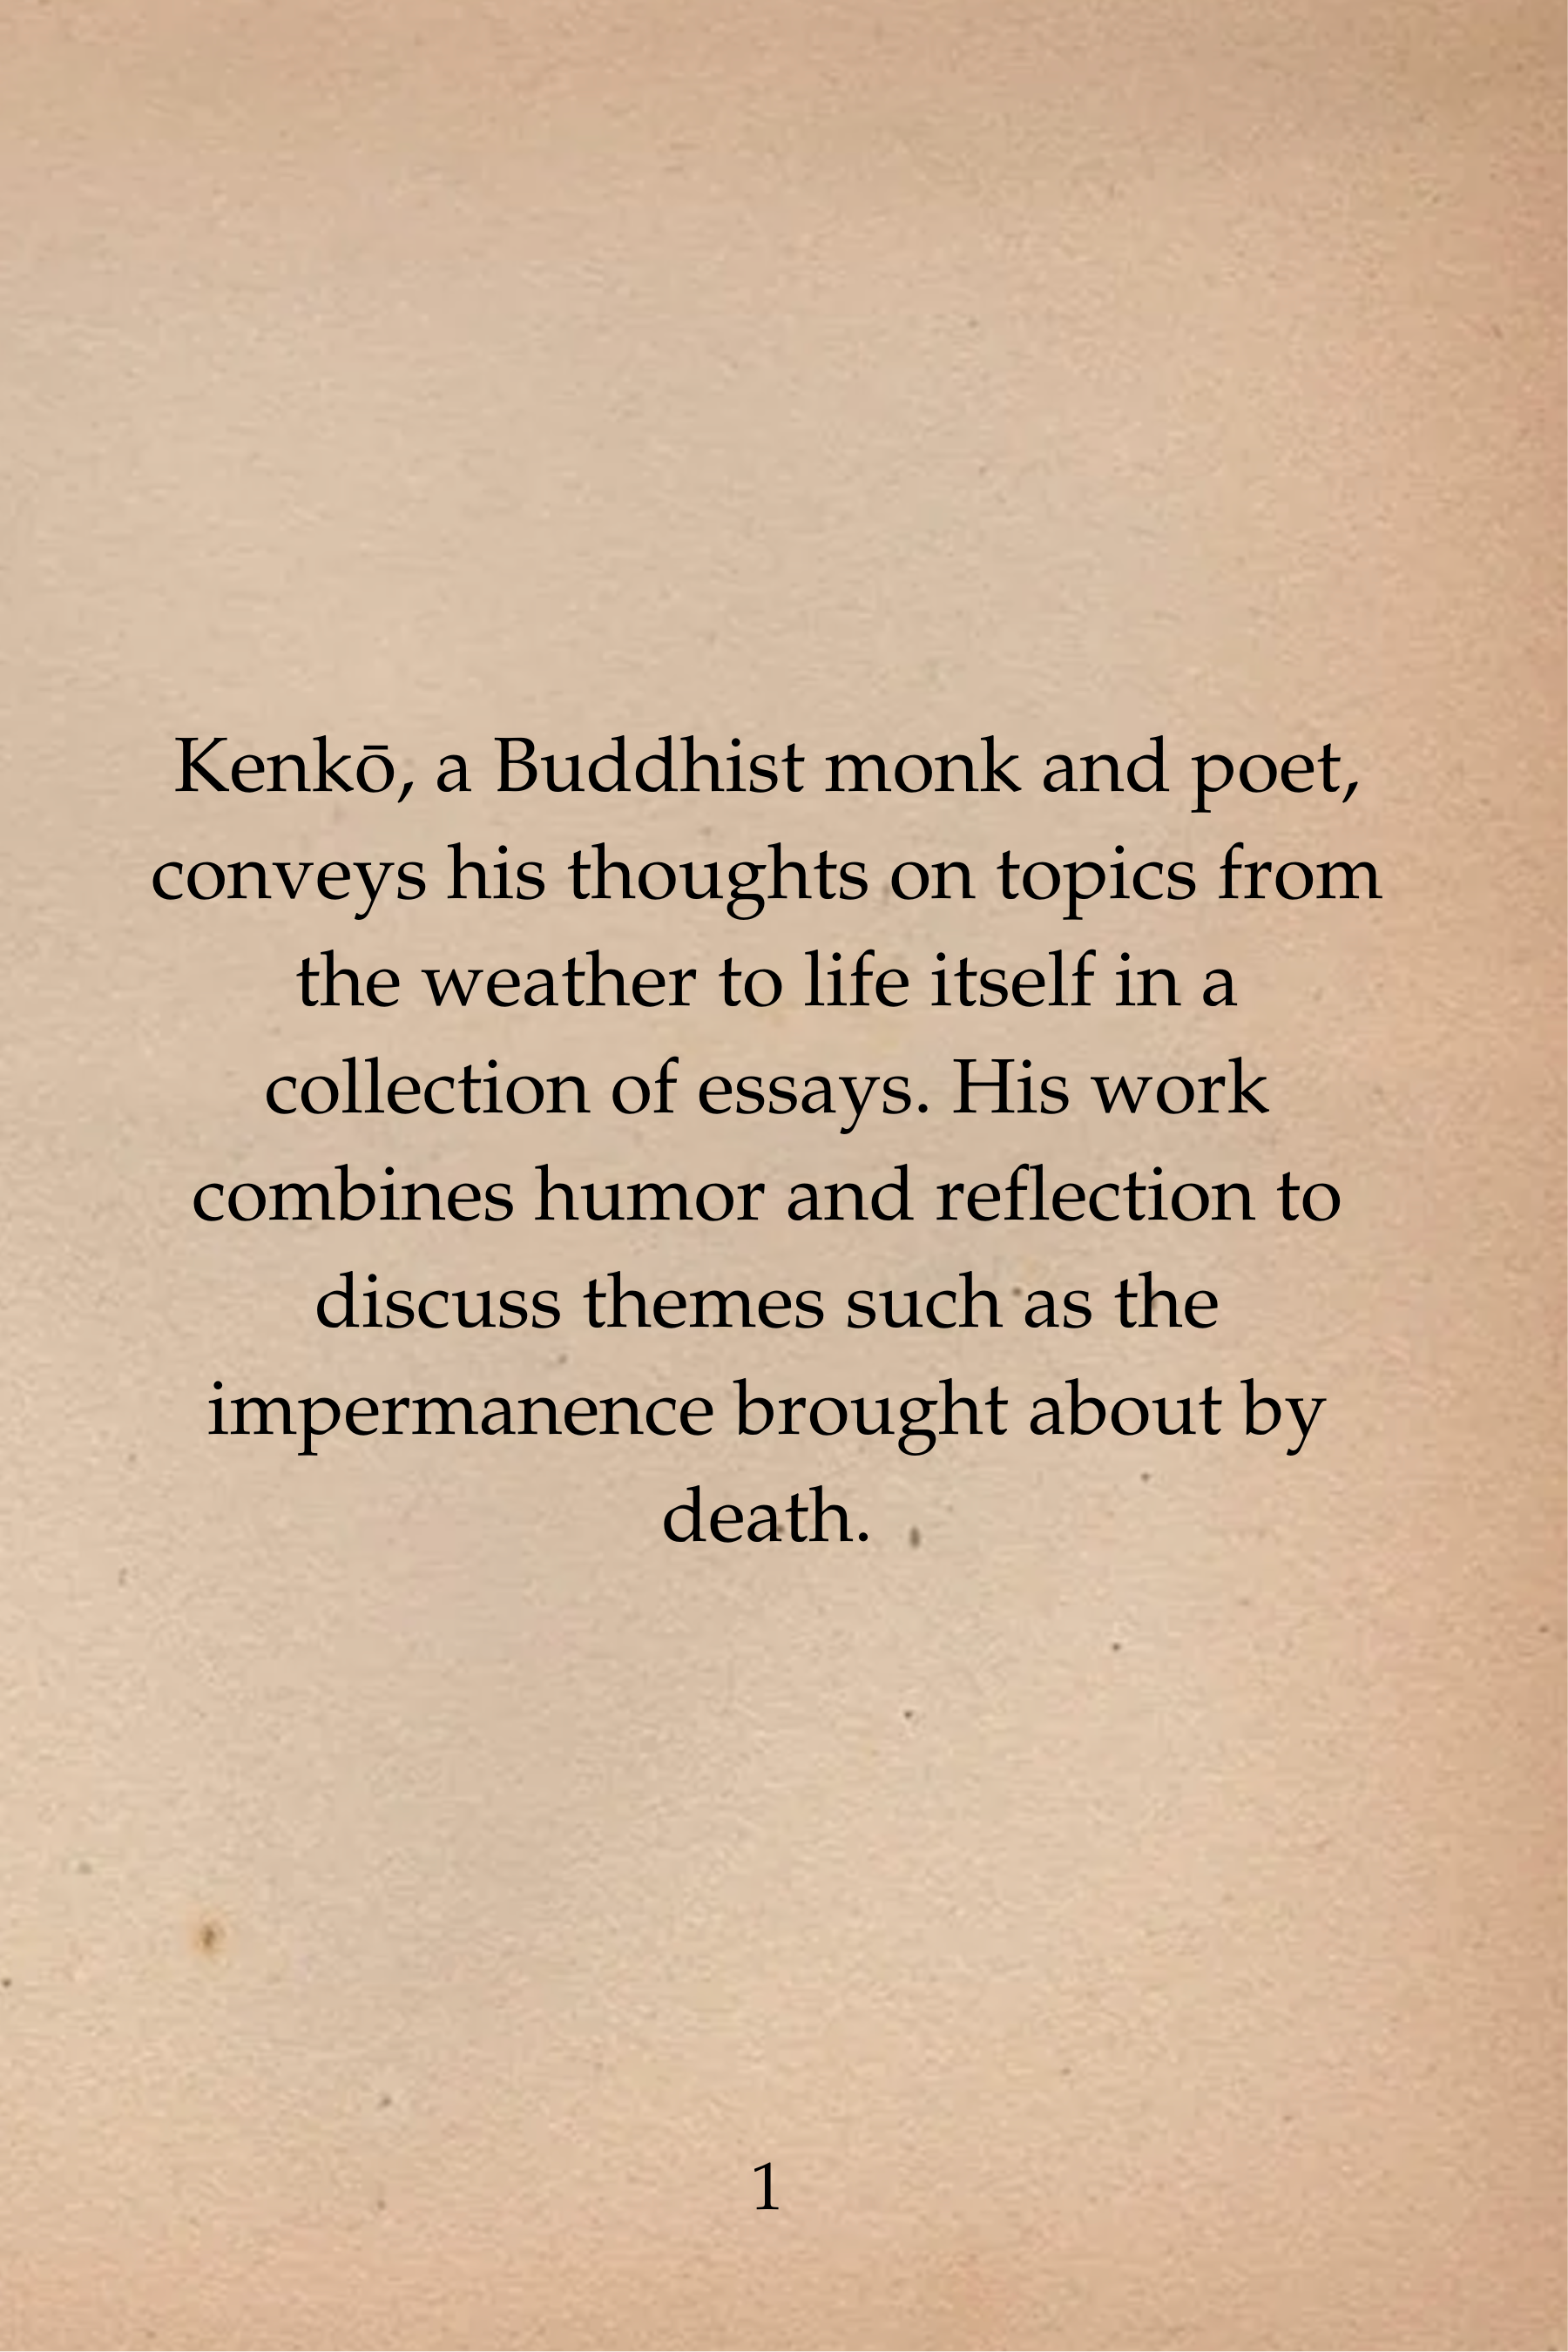 Kenkō, a Buddhist monk and poet,
conveys his thoughts on topics from
the weather to life itself in a
collection of essays. His work
combines humor and reflection to
discuss themes such as the
impermanence brought about by
death.
1